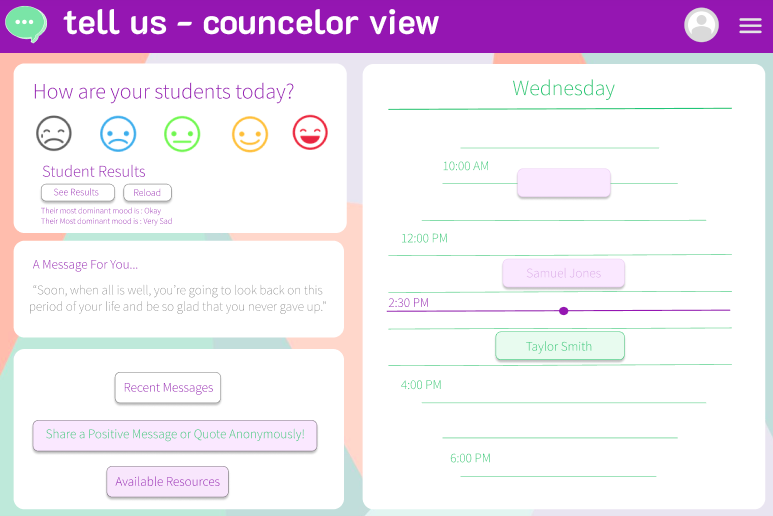 tell us - councelor view
How are your students today?
Student Results
See Results
Reload
Their most dominant mood is : Okay
Their Most dominant mood is : Very Sad
A Message For You...
“Soon, when all is well, you’re going to look back on this
period of your life and be so glad that you never gave up.”
Recent Messages
Share a Positive Message or Quote Anonymously!
Available Resources
Wednesday
10:00 AM
12:00 PM
Samuel Jones
2:30 PM
Taylor Smith
4:00 PM
6:00 PM